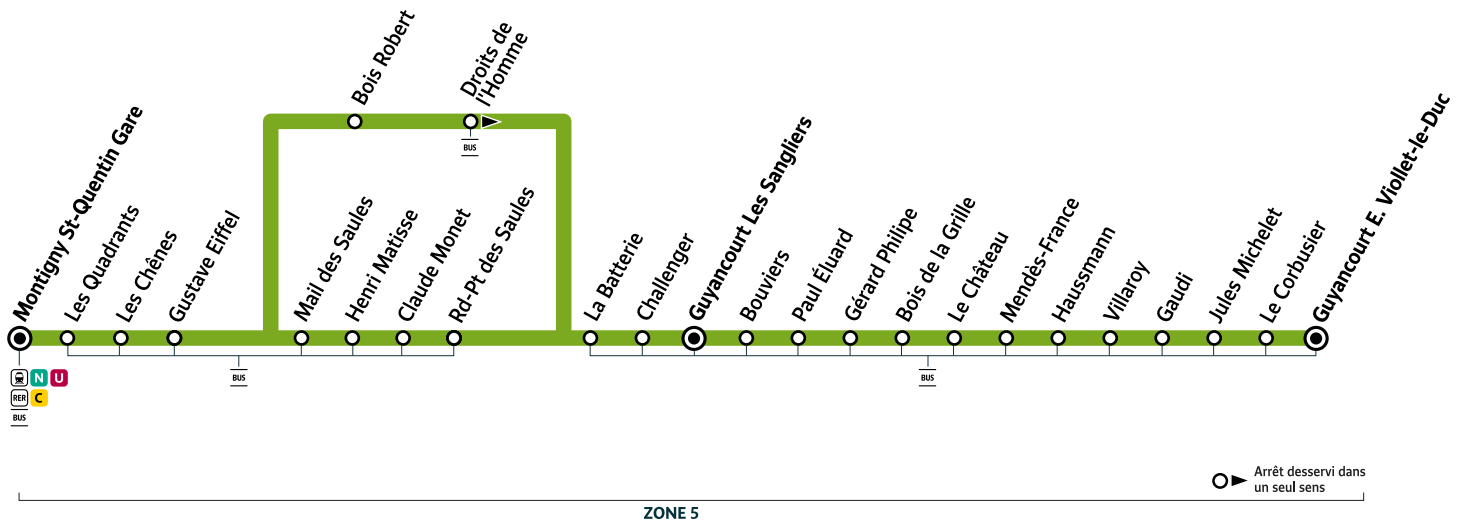 Bois Robert
Droits de
l'Homme
BUS
Montigny St-Quentin Gare
Les Quadrants
Les Chênes
Gustave Eiffel
Mail des Saules
Henri Matisse
Claude Monet
Rd-Pt des Saules
La Batterie
Challenger
Guyancourt Les Sangliers
Bouviers
Paul Éluard
Gérard Philipe
Bois de la Grille
Le Château
Mendès-France
Haussmann
Villaroy
Gaudi
Jules Michelet
Le Corbusier
Guyancourt E. Viollet-le-Duc
N U
RER C
BUS
BUS
BUS
Arrêt desservi dans
un seul sens
ZONE 5